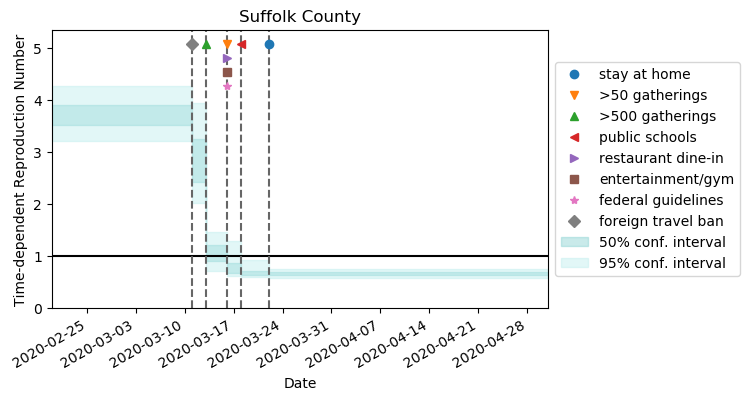 Suffolk County
Time-dependent Reproduction Number
5
4
3
2
1
0
2020-02-25
2020-03-03
2020-03-10
2020-03-17
2020-03-24
2020-03-31
2020-04-07
2020-04-14
2020-04-21
2020-04-28
Date
stay at home
>50 gatherings
>500 gatherings
public schools
restaurant dine-in
entertainment/gym
federal guidelines
foreign travel ban
50% conf. interval
95% conf. interval